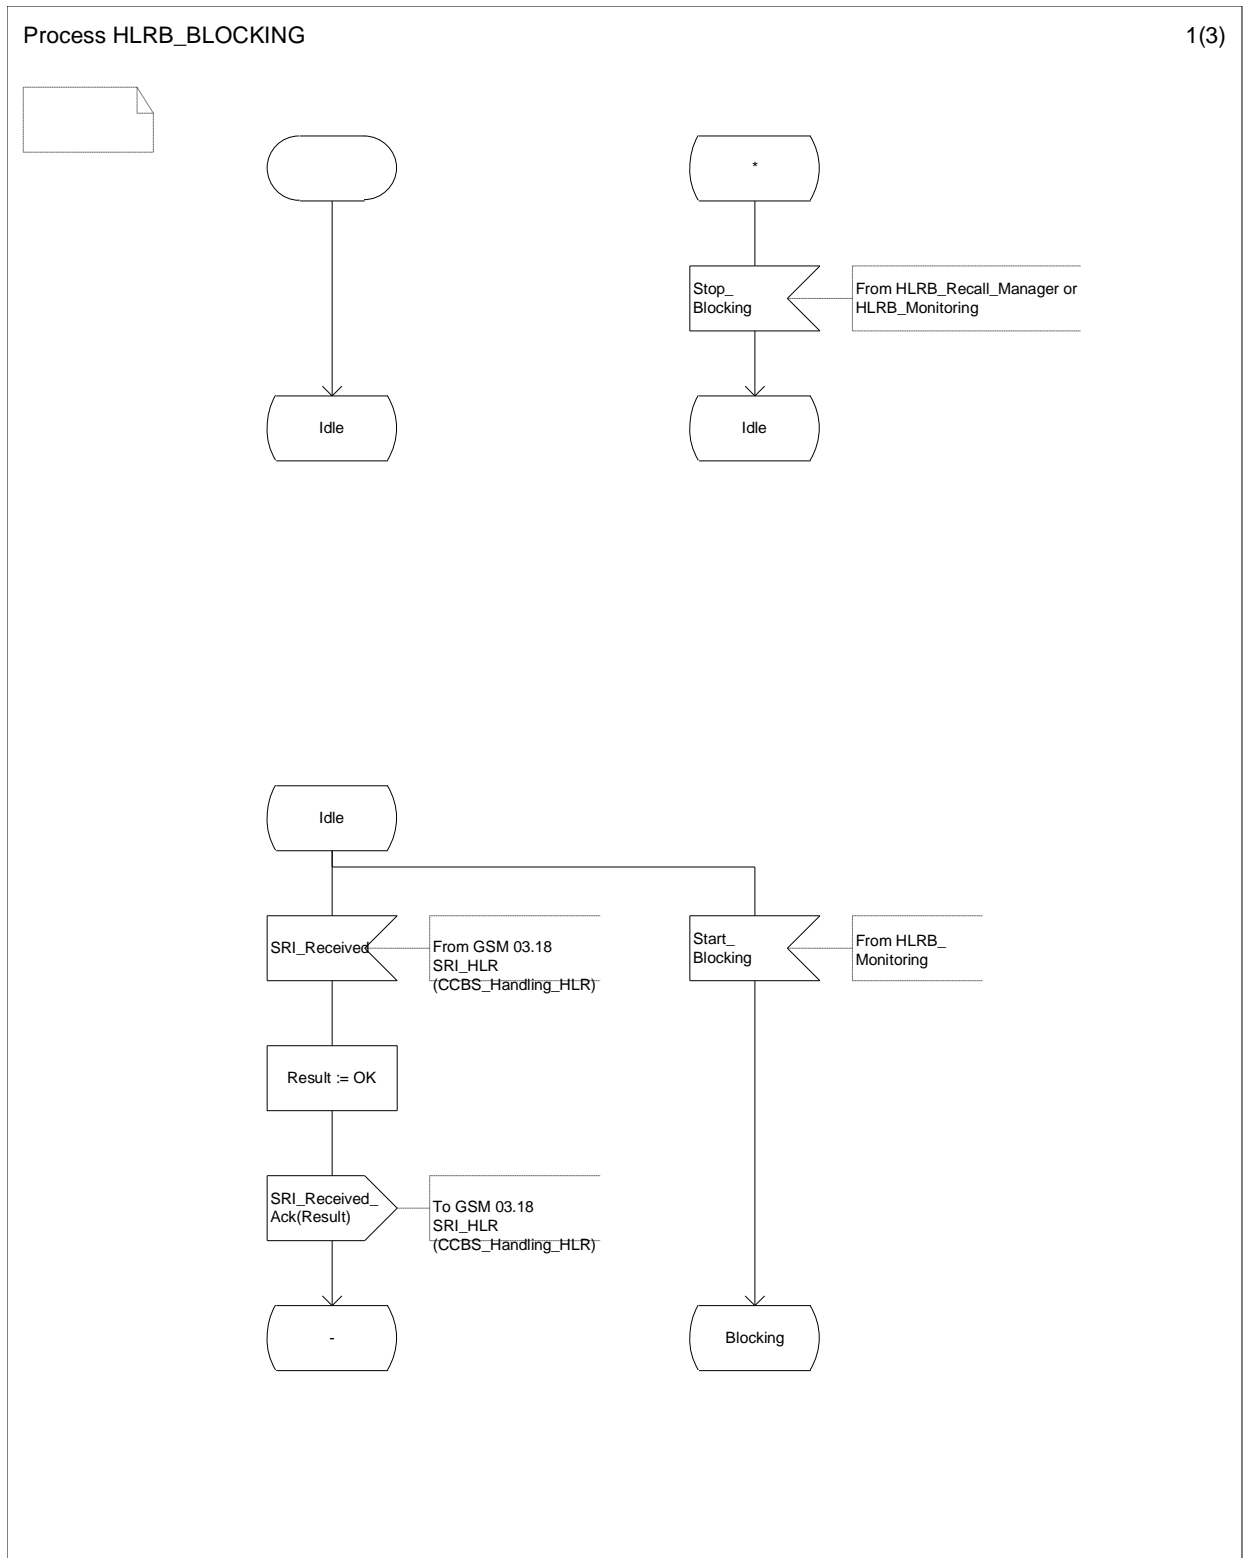 Process HLRB_BLOCKING
1(3)
*
Stop_
Blocking
From HLRB_Recall_Manager or
HLRB_Monitoring
Idle
Idle
Idle
SRI_Received
From GSM 03.18
SRI_HLR
(CCBS_Handling_HLR)
Start_
Blocking
From HLRB_
Monitoring
Result := OK
SRI_Received_
Ack(Result)
To GSM 03.18
SRI_HLR
(CCBS_Handling_HLR)
-
Blocking